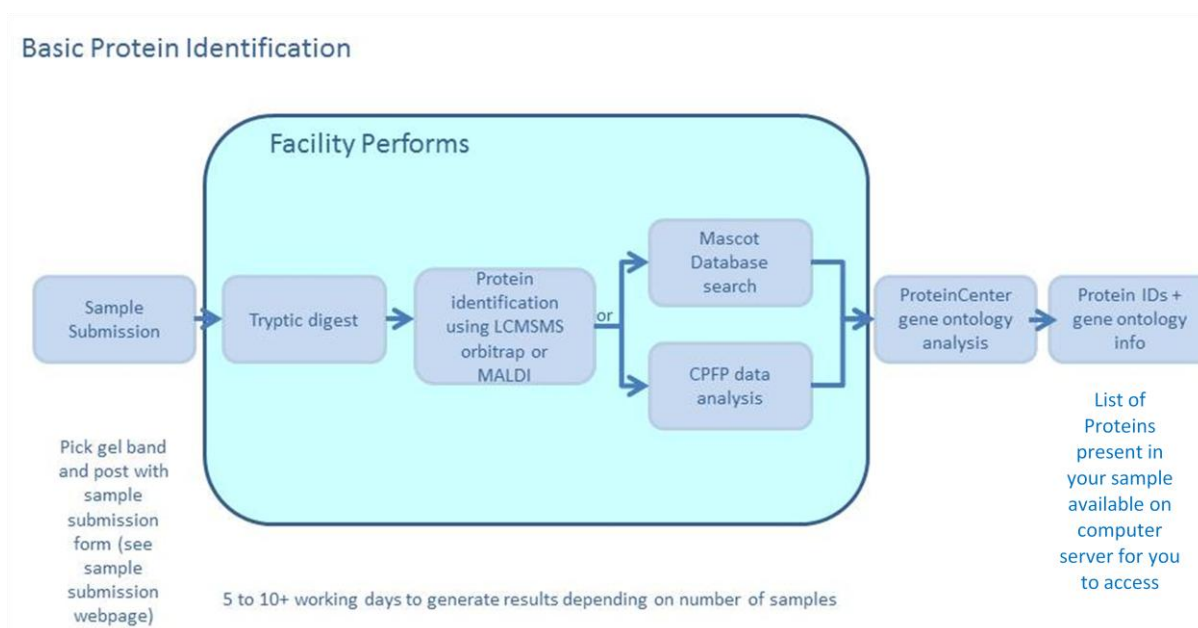 Basic Protein Identification
Facility Performs
Sample
Submission
Tryptic digest
Protein
identification
using LCMSMS
orbitrap or
MALDI
or
Mascot
Database
search
CPFP data
analysis
ProteinCenter
gene ontology
analysis
Protein IDs +
gene ontology
info
Pick gel band
and post with
sample
submission
form (see
sample
submission
webpage)
List of
Proteins
present in
your sample
available on
computer
server for you
to access
5 to 10+ working days to generate results depending on number of samples